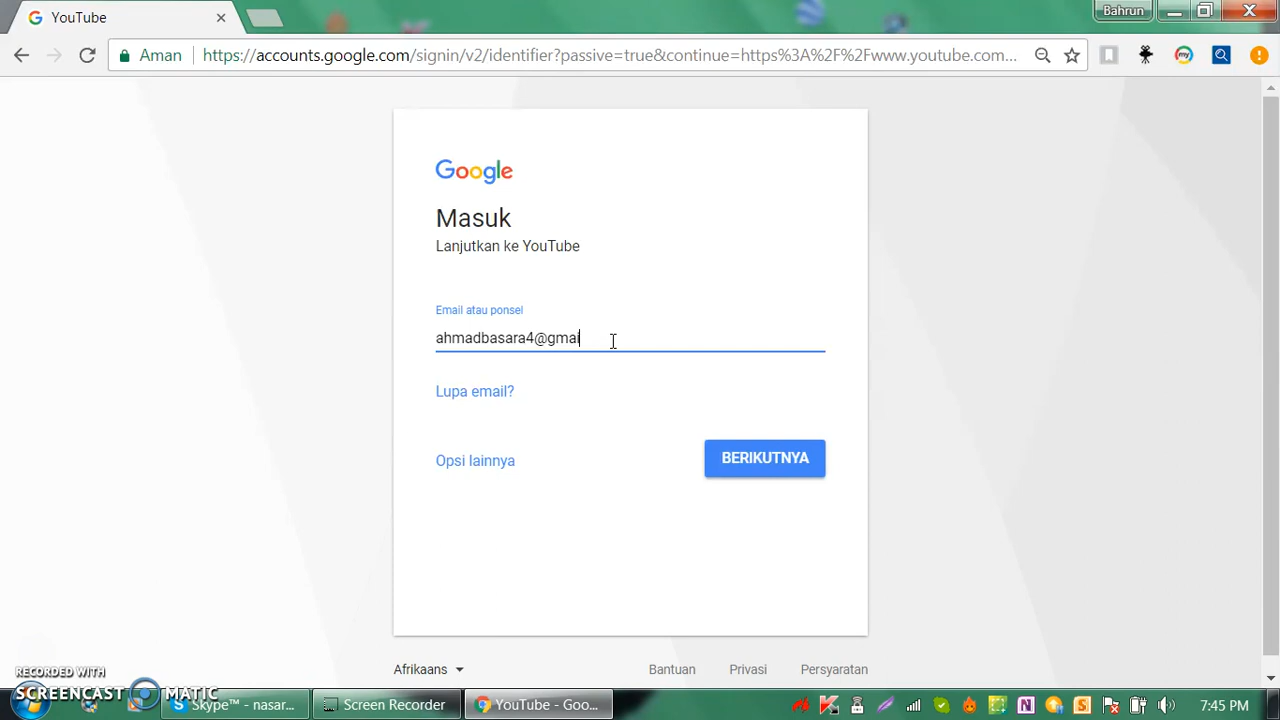 YouTube
Bahrun
Aman
https://accounts.google.com/signin/v2/identifier?passive=true&continue=https%3A%2F%2Fwww.youtube.com...
Google
Masuk
Lanjutkan ke YouTube
Email atau ponsel
ahmadbasara4@gmai
Lupa email?
Opsi lainnya
BERIKUTNYA
Afrikaans
Bantuan
Privasi
Persyaratan
RECORDED WITH
SCREENCAST MATIC
Skype™ - nasar...
Screen Recorder
YouTube - Goo...
7:45 PM